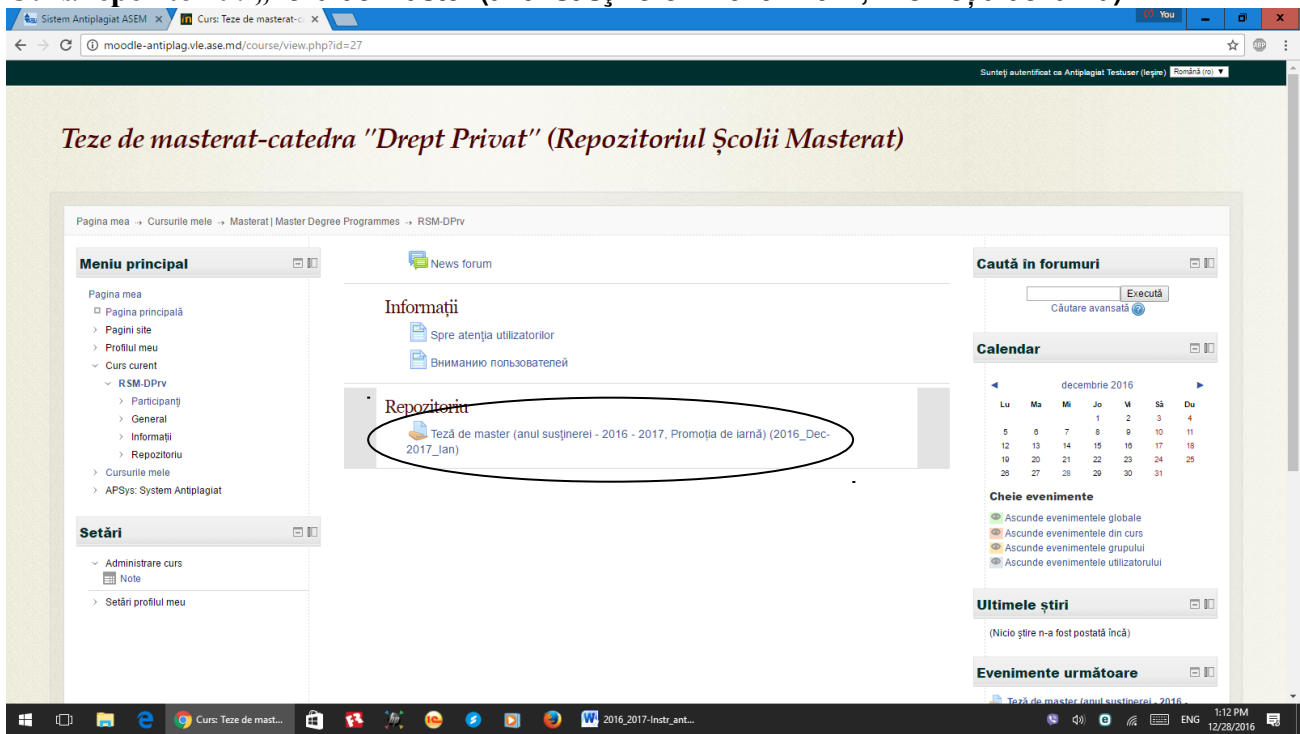 Sistem Antiplagiat ASEM
Curs: Teze de masterat-c
You
moodle-antiplag.vle.ase.md/course/view.php?id=27
ABP
Sunteți autentificat ca Antiplagiat Testuser (Ieșire) Română (ro)
Teze de masterat-catedra "Drept Privat" (Repozitoriul Școlii Masterat)
Pagina mea → Cursurile mele → Masterat | Master Degree Programmes → RSM-DPrv
Meniu principal
Pagina mea
Pagina principală
Pagini site
Profilul meu
Curs curent
RSM-DPrv
Participanți
General
Informații
Repozitoriu
Cursurile mele
APSys: System Antiplagiat
Setări
Administrare curs
Note
Setări profilul meu
News forum
Informații
Spre atenţia utilizatorilor
Вниманию пользователей
Repozitoriu
Teză de master (anul susţinerei - 2016 - 2017, Promoția de iarnă) (2016_Dec-
2017_Ian)
Caută în forumuri
Execută
Căutare avansată
Calendar
decembrie 2016
Lu Ma Mi Jo Vi Sâ Du
1 2 3 4
5 6 7 8 9 10 11
12 13 14 15 16 17 18
19 20 21 22 23 24 25
26 27 28 29 30 31
Cheie evenimente
Ascunde evenimentele globale
Ascunde evenimentele din curs
Ascunde evenimentele grupului
Ascunde evenimentele utilizatorului
Ultimele știri
(Nicio știre n-a fost postată încă)
Evenimente următoare
Teză de master (anul susţinerei - 2016 -
Curs: Teze de mast...
2016_2017-Instr_ant...
ENG
1:12 PM
12/28/2016